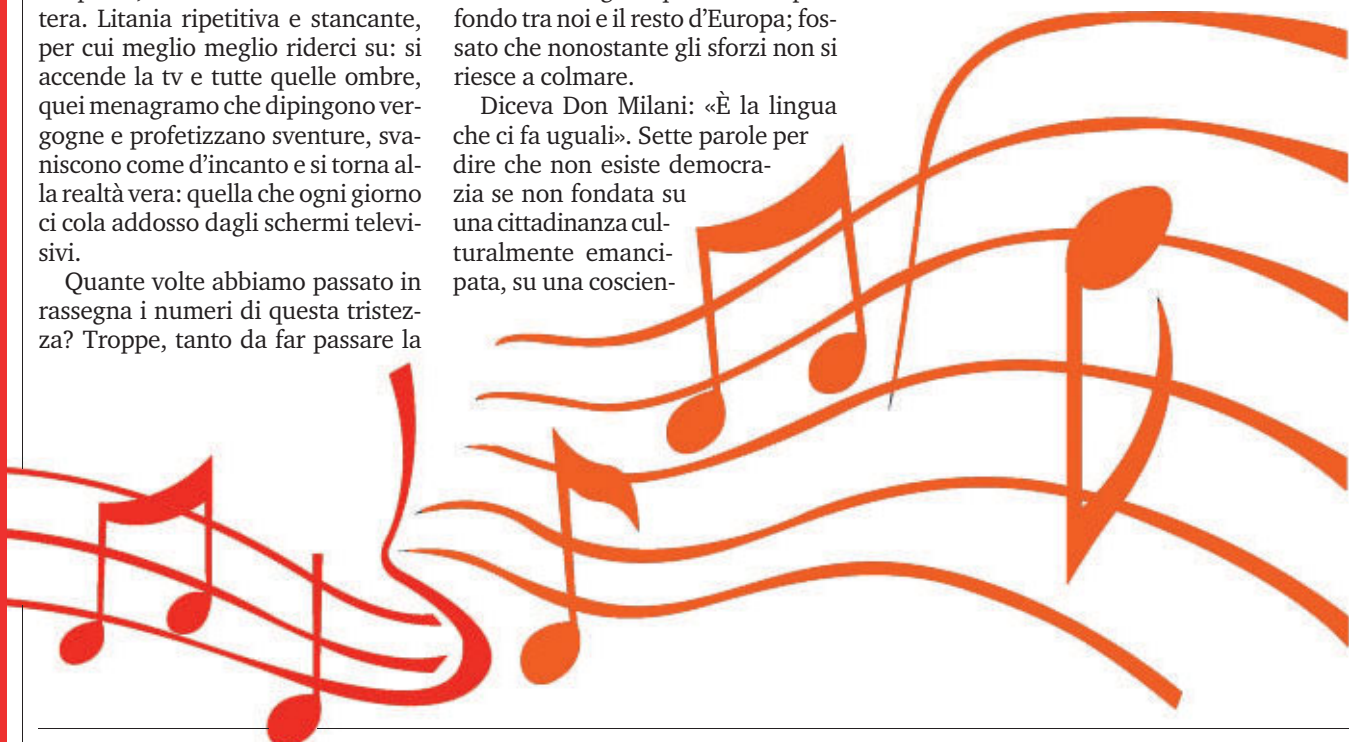 tera. Litania ripetitiva e stancante,
per cui meglio meglio riderci su: si
accende la tv e tutte quelle ombre,
quei menagramo che dipingono ver-
gogne e profetizzano sventure, sva-
niscono come d'incanto e si torna al-
la realtà vera: quella che ogni giorno
ci cola addosso dagli schermi televi-
sivi.
Quante volte abbiamo passato in
rassegna i numeri di questa tristez-
za? Troppe, tanto da far passare la
fondo tra noi e il resto d'Europa; fos-
sato che nonostante gli sforzi non si
riesce a colmare.
Diceva Don Milani: «È la lingua
che ci fa uguali». Sette parole per
dire che non esiste democra-
zia se non fondata su
una cittadinanza cul-
turalmente emanci-
pata, su una coscien-